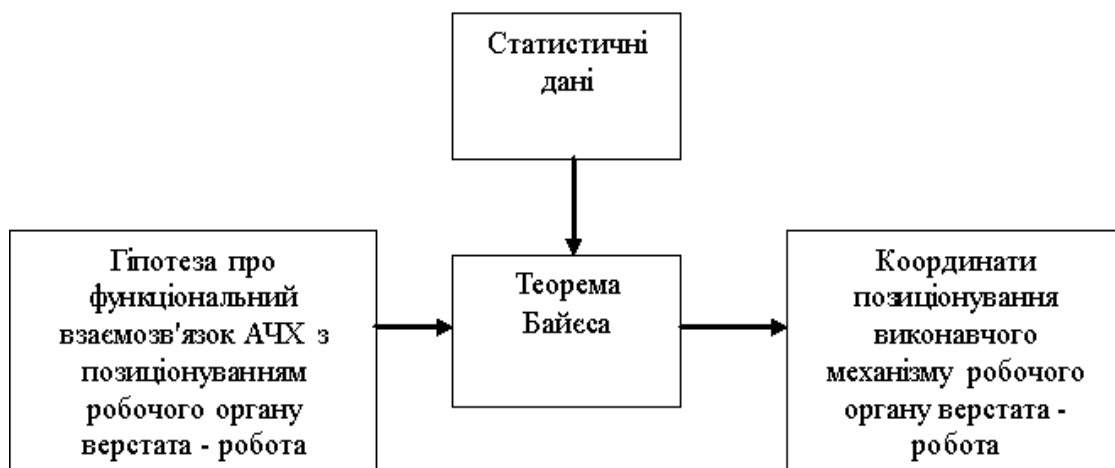 Статистичні
дані
Гіпотеза про
функціональний
взаємозв'язок АЧХ з
позиціонуванням
робочого органу
верстата - робота
Теорема
Байєса
Координати
позиціонування
виконавчого
механізму робочого
органу верстата -
робота